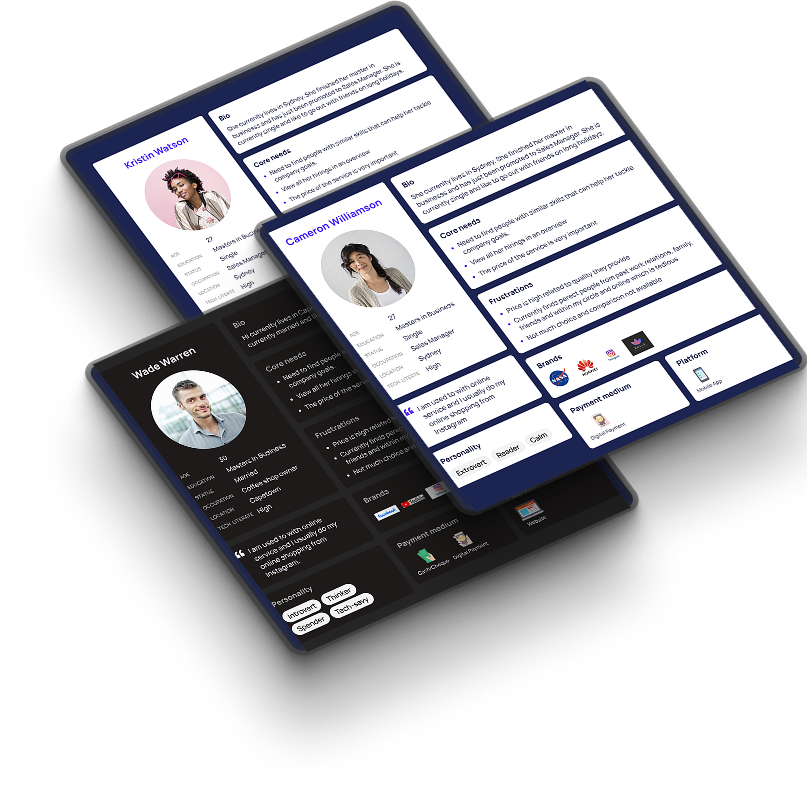 Kristin Watson
AGE
27
EDUCATION
Masters in Business
STATUS
Single
OCCUPATION
Sales Manager
LOCATION
Sydney
TECH LITERATE
High
Bio
She currently lives in Sydney. She finished her master in
business and has just been promoted to Sales Manager. She is
currently single and like to go out with friends on long holidays.
Core needs
Need to find people with similar skills that can help her tackle
company goals.
View all her hirings in an overview
The price of the service is very important
Cameron Williamson
AGE
27
EDUCATION
Masters in Business
STATUS
Single
OCCUPATION
Sales Manager
LOCATION
Sydney
TECH LITERATE
High
“ I am used to with online
service and I usually do my
online shopping from
Instagram
Personality
Extrovert
Reader
Calm
Bio
She currently lives in Sydney. She finished her master in
business and has just been promoted to Sales Manager. She is
currently single and like to go out with friends on long holidays.
Core needs
Need to find people with similar skills that can help her tackle
company goals.
View all her hirings in an overview
The price of the service is very important
Frustrations
Price is high related to quality they provide
Currently finds perect people from past work relations, family,
friends and within my circle and online which is tedious
Not much choice and comparison not available
Brands
NASA
HUAWEI
Payment medium
Digital Payment
Platform
Mobile App
Wade Warren
AGE
30
EDUCATION
Masters in Business
STATUS
Married
OCCUPATION
Coffee shop owner
LOCATION
Capetown
TECH LITERATE
High
“ I am used to with online
service and I usually do my
online shopping from
Instagram.
Personality
Introvert
Thinker
Spender
Tech-savy
Bio
Hi currently lives in
currently married and
Core needs
Need to find people
company goals.
View all her hirings in
The price of the service
Frustrations
Price is high related
Currently finds
friends and within
Not much choice
Brands
facebook
YouTube
Payment medium
Cash/Cheque
Digital Payment
Website